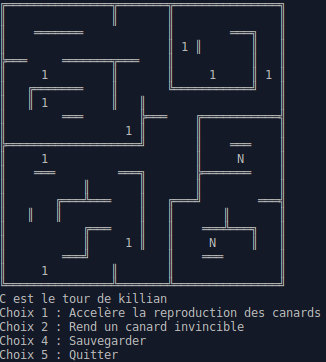 1
1
1
1
1
1
1
N
1
N
1
C est le tour de killian
Choix 1 : Accelère la reproduction des canards
Choix 2 : Rend un canard invincible
Choix 4 : Sauvegarder
Choix 5 : Quitter